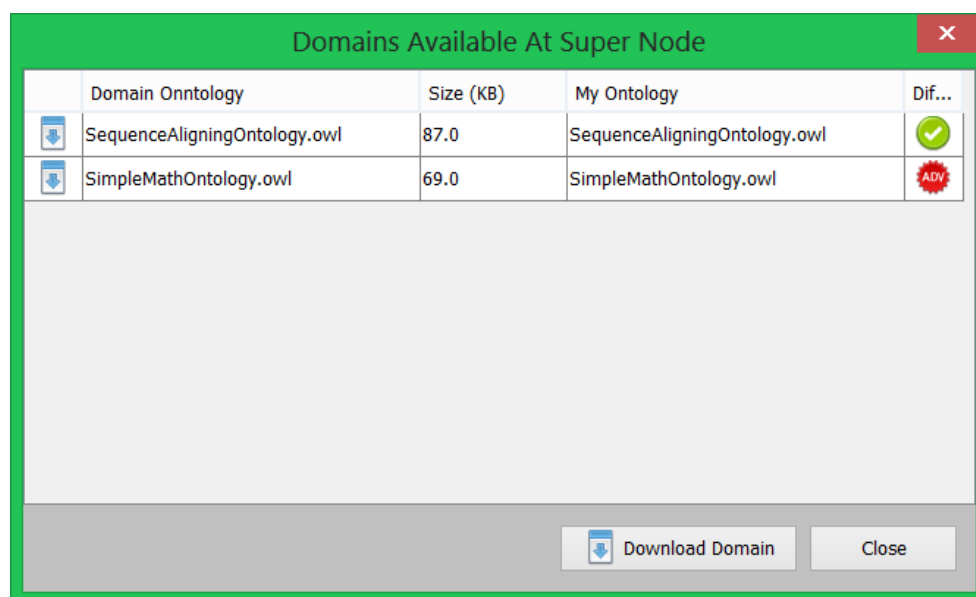 Domains Available At Super Node
x
Domain Onntology Size (KB) My Ontology Dif...
SequenceAligningOntology.owl 87.0 SequenceAligningOntology.owl
SimpleMathOntology.owl 69.0 SimpleMathOntology.owl ADV
Download Domain Close